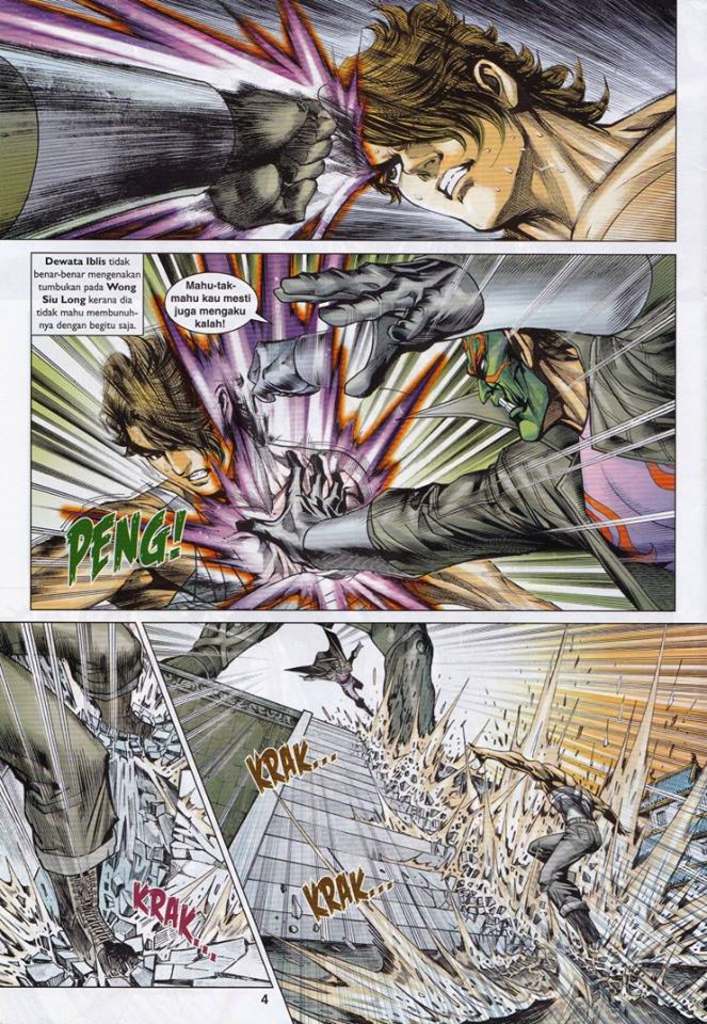 Dewata Iblis tidak
benar-benar mengenakan
tumbukan pada Wong
Siu Long kerana dia
tidak mahu membunuh-
nya dengan begitu saja.
Mahu-tak-
mahu kau mesti
juga mengaku
kalah!
PENG!
KRAK...
KRAK...
KRAK...
4